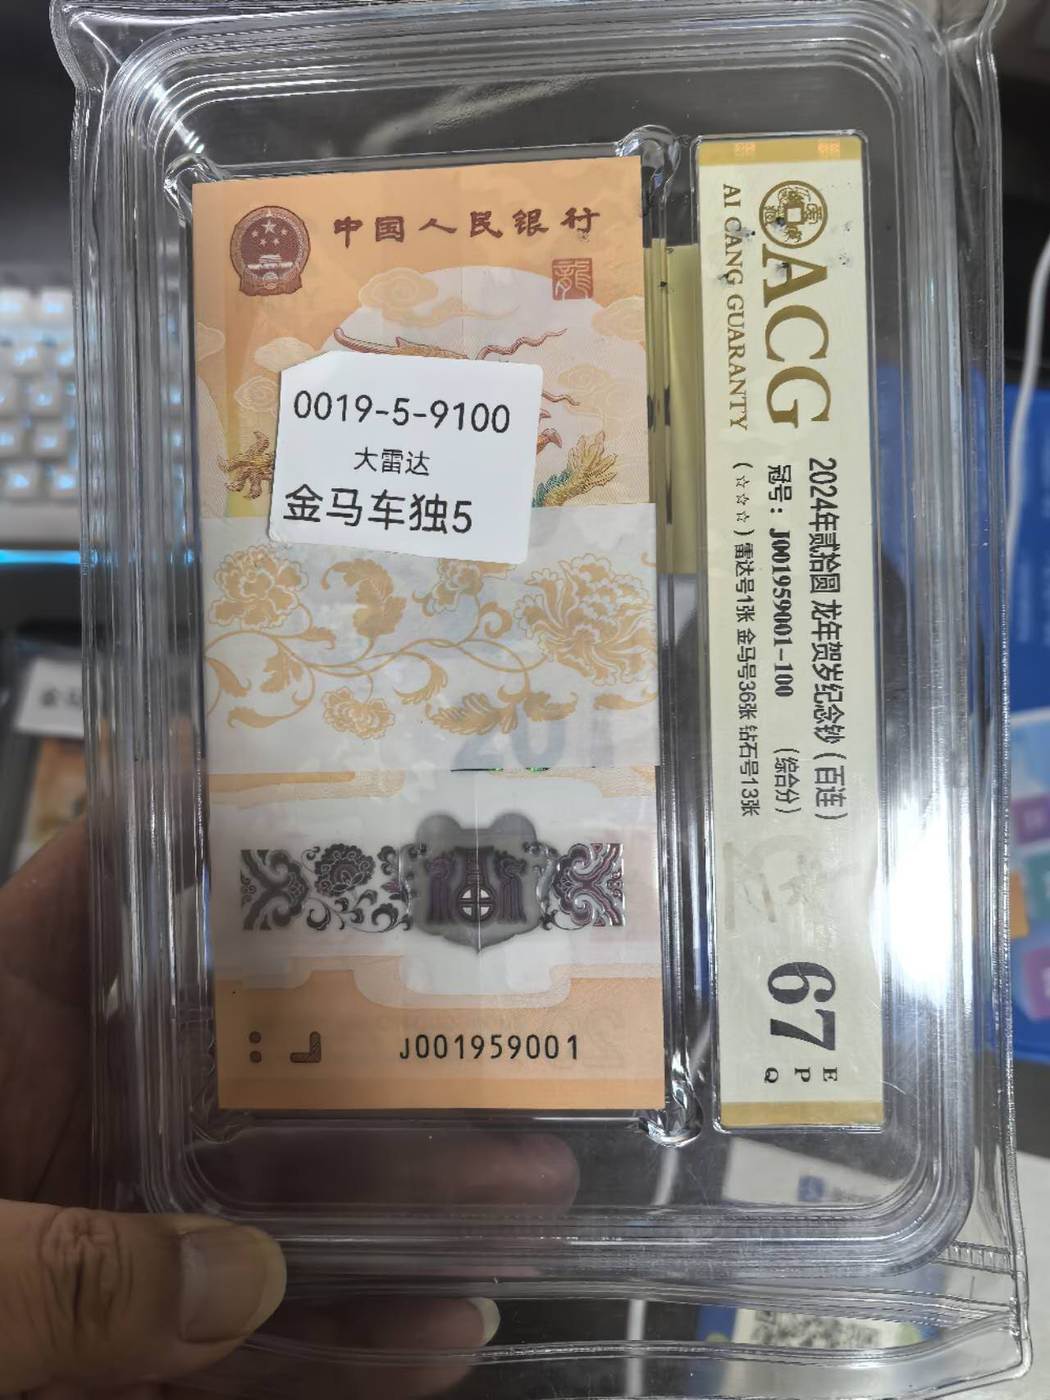 中国人民银行
龍
0019-5-9100
大雷达
金马车独5
J001959001
ACG
AI CANG GUARANTY
2024年贰拾圆 龙年贺岁纪念钞（百连）
冠号：J001959001-100 （综合分）
（☆☆☆）雷达号1张 金马号36张 钻石号13张
67
E
P
Q